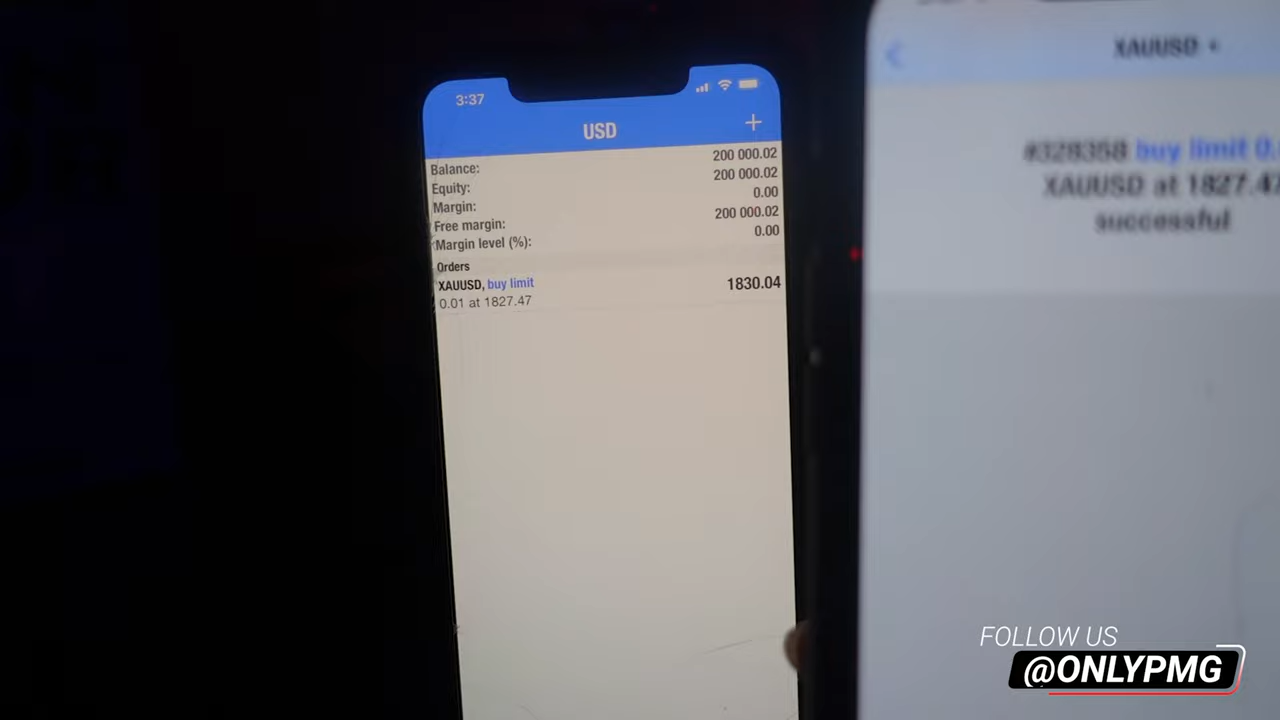 3:37
USD
+
Balance: 200 000.02
Equity: 200 000.02
Margin: 0.00
Free margin: 200 000.02
Margin level (%): 0.00
Orders
XAUUSD, buy limit 1830.04
0.01 at 1827.47
XAUUSD
#328358 buy limit 0.
XAUUSD at 1827.47
successful
FOLLOW US
@ONLYPMG